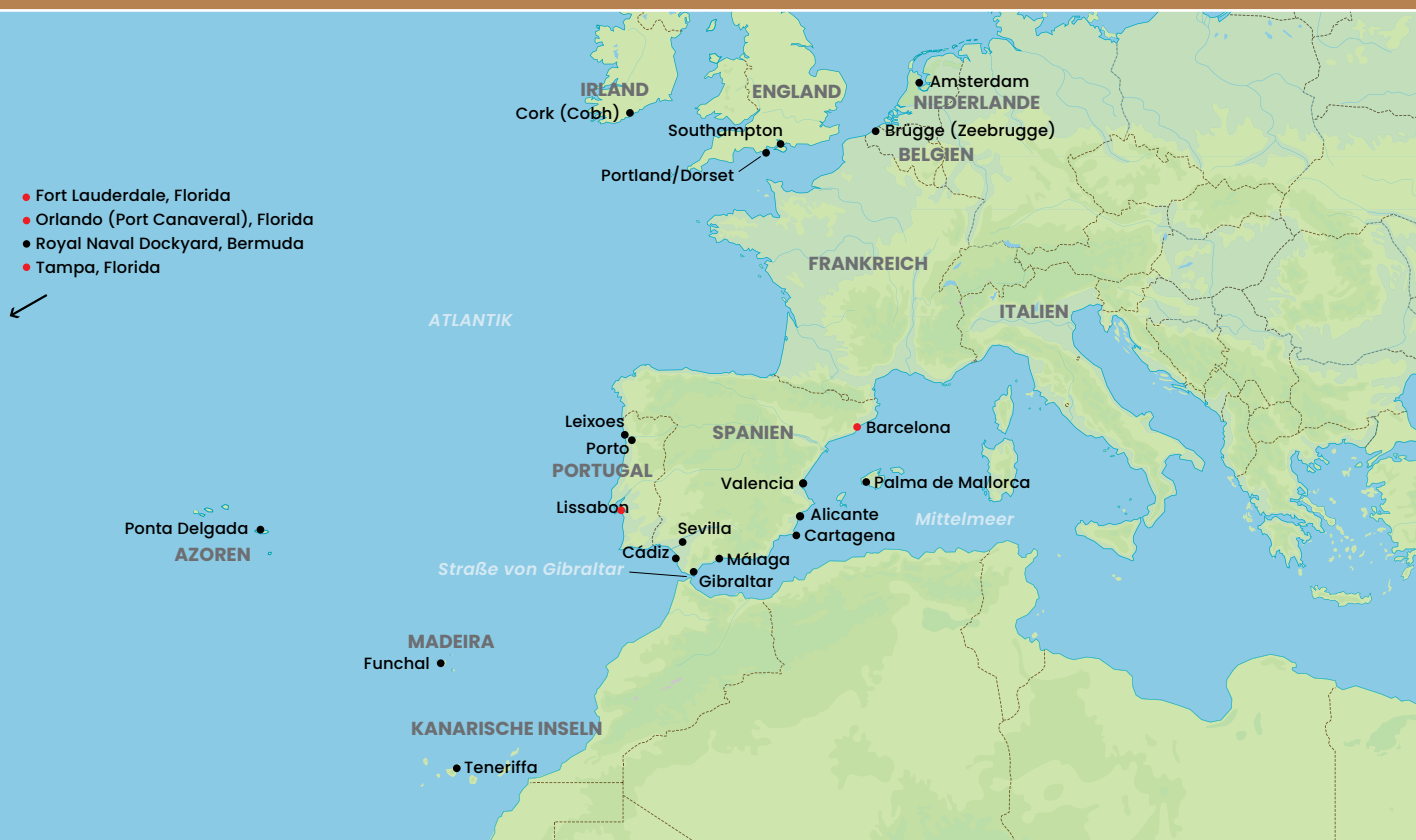 IRLAND
ENGLAND
Amsterdam
NIEDERLANDE
Cork (Cobh)
Southampton
Brügge (Zeebrugge)
BELGIEN
Portland/Dorset
Fort Lauderdale, Florida
Orlando (Port Canaveral), Florida
Royal Naval Dockyard, Bermuda
Tampa, Florida
FRANKREICH
ITALIEN
ATLANTIK
Leixoes
Porto
PORTUGAL
SPANIEN
Barcelona
Valencia
Palma de Mallorca
Lissabon
Alicante
Mittelmeer
Cartagena
Sevilla
Cádiz
Málaga
Straße von Gibraltar
Gibraltar
Ponta Delgada
AZOREN
MADEIRA
Funchal
KANARISCHE INSELN
Teneriffa